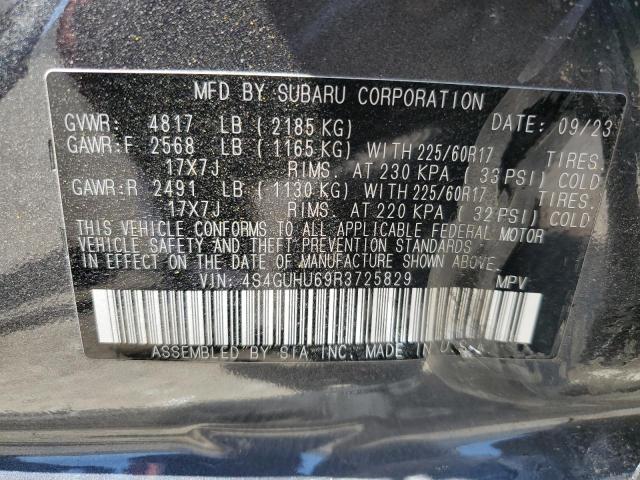 MFD BY SUBARU CORPORATION
GVWR: 4817 LB (2185 KG) DATE: 09/23
GAWR:F 2568 LB (1165 KG) WITH 225/60R17 TIRES.
17X7J RIMS. AT 230 KPA (33 PSI) COLD
GAWR:R 2491 LB (1130 KG) WITH 225/60R17 TIRES.
17X7J RIMS. AT 220 KPA (32 PSI) COLD
THIS VEHICLE CONFORMS TO ALL APPLICABLE FEDERAL MOTOR
VEHICLE SAFETY AND THEFT PREVENTION STANDARDS
IN EFFECT ON THE DATE OF MANUFACTURE SHOWN ABOVE.
VIN: 4S4GUHU69R3725829 MPV
ASSEMBLED BY SIA INC. MADE IN U.S.A.